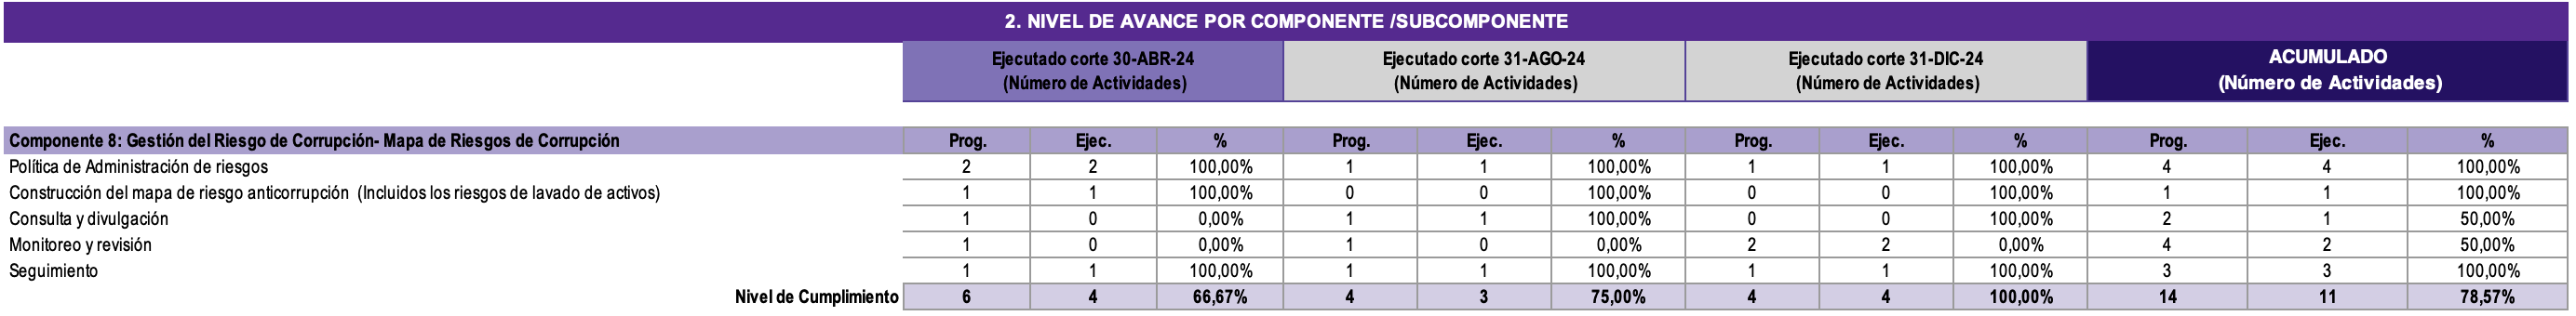 2. NIVEL DE AVANCE POR COMPONENTE /SUBCOMPONENTE
Ejecutado corte 30-ABR-24 Ejecutado corte 31-AGO-24 Ejecutado corte 31-DIC-24 ACUMULADO
(Número de Actividades) (Número de Actividades) (Número de Actividades) (Número de Actividades)
Componente 8: Gestión del Riesgo de Corrupción- Mapa de Riesgos de Corrupción Prog. Ejec. % Prog. Ejec. % Prog. Ejec. % Prog. Ejec. %
Política de Administración de riesgos 2 2 100,00% 1 1 100,00% 1 1 100,00% 4 4 100,00%
Construcción del mapa de riesgo anticorrupción (Incluidos los riesgos de lavado de activos) 1 1 100,00% 0 0 100,00% 0 0 100,00% 1 1 100,00%
Consulta y divulgación 1 0 0,00% 1 1 100,00% 0 0 100,00% 2 1 50,00%
Monitoreo y revisión 1 0 0,00% 1 0 0,00% 2 2 0,00% 4 2 50,00%
Seguimiento 1 1 100,00% 1 1 100,00% 1 1 100,00% 3 3 100,00%
Nivel de Cumplimiento 6 4 66,67% 4 3 75,00% 4 4 100,00% 14 11 78,57%